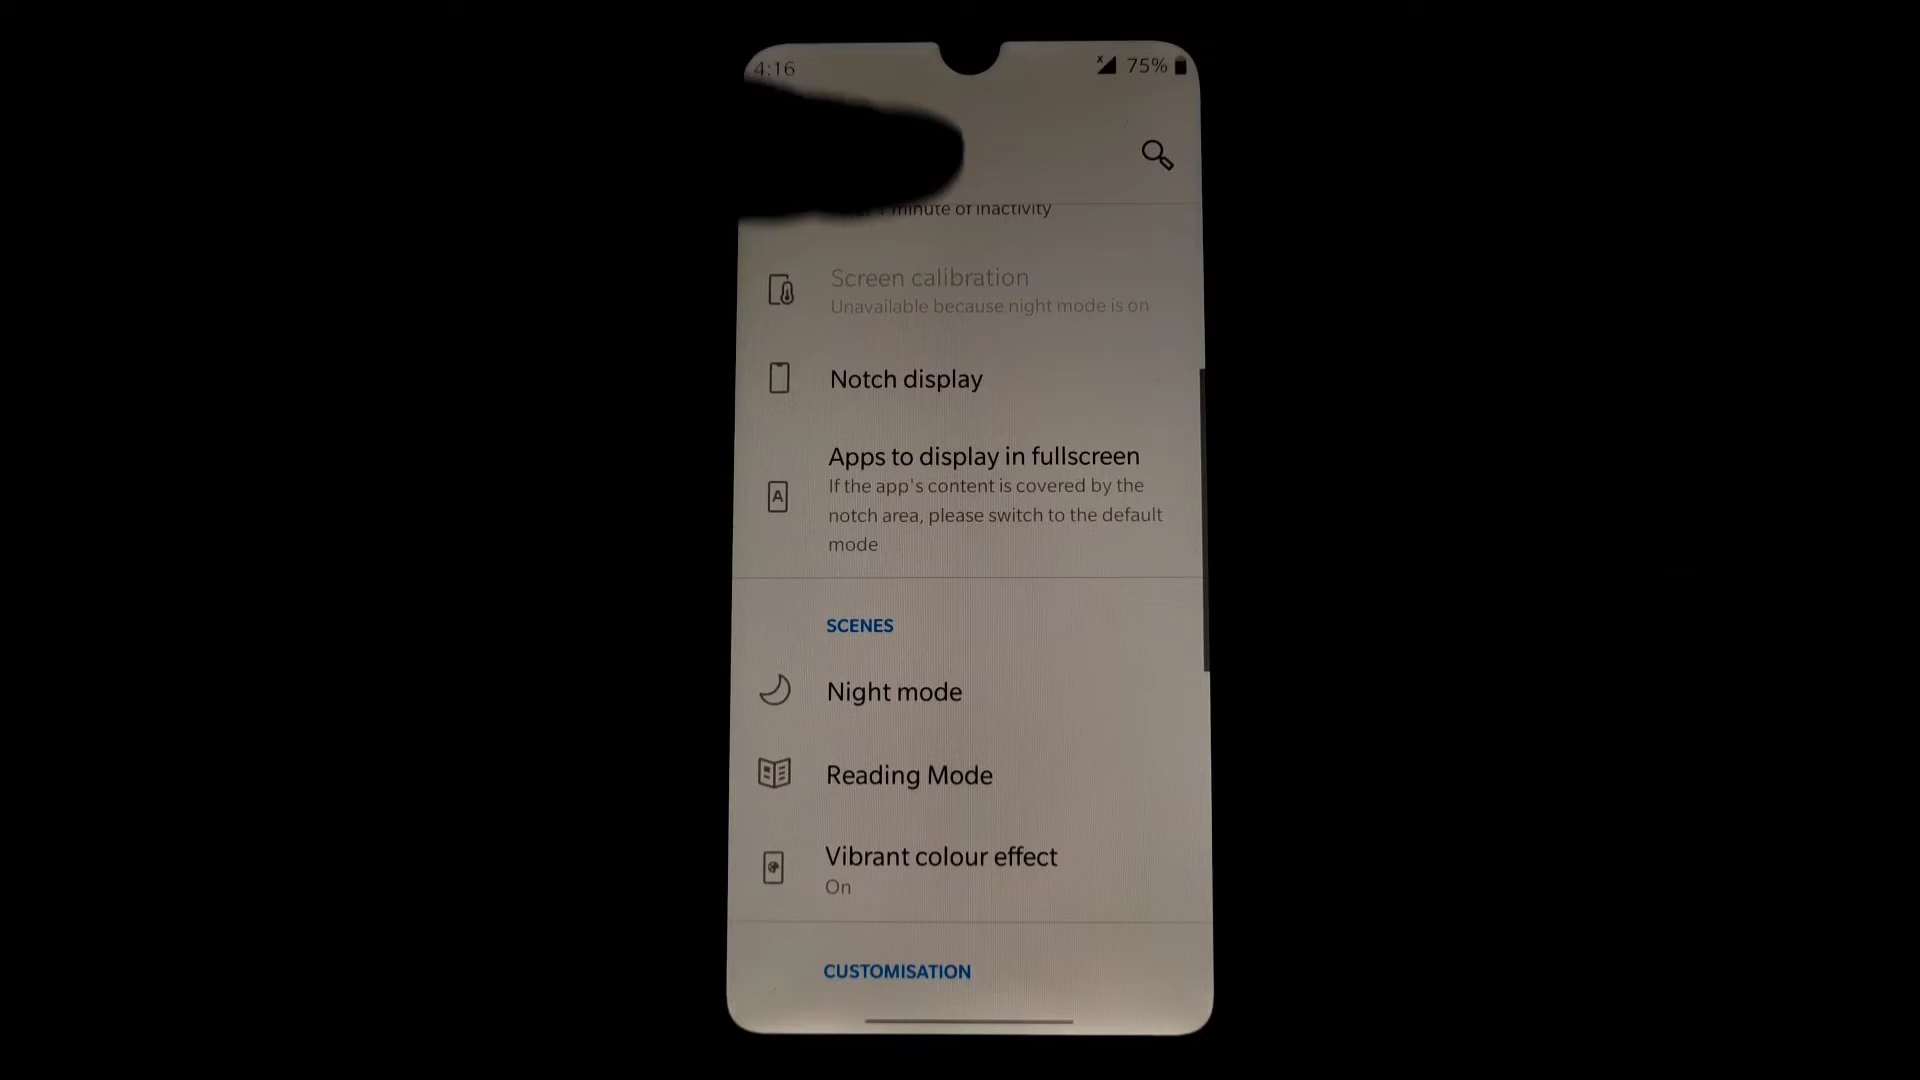 4:16
75%
minute of inactivity
Screen calibration
Unavailable because night mode is on
Notch display
Apps to display in fullscreen
A
If the app's content is covered by the
notch area, please switch to the default
mode
SCENES
Night mode
Reading Mode
Vibrant colour effect
On
CUSTOMISATION